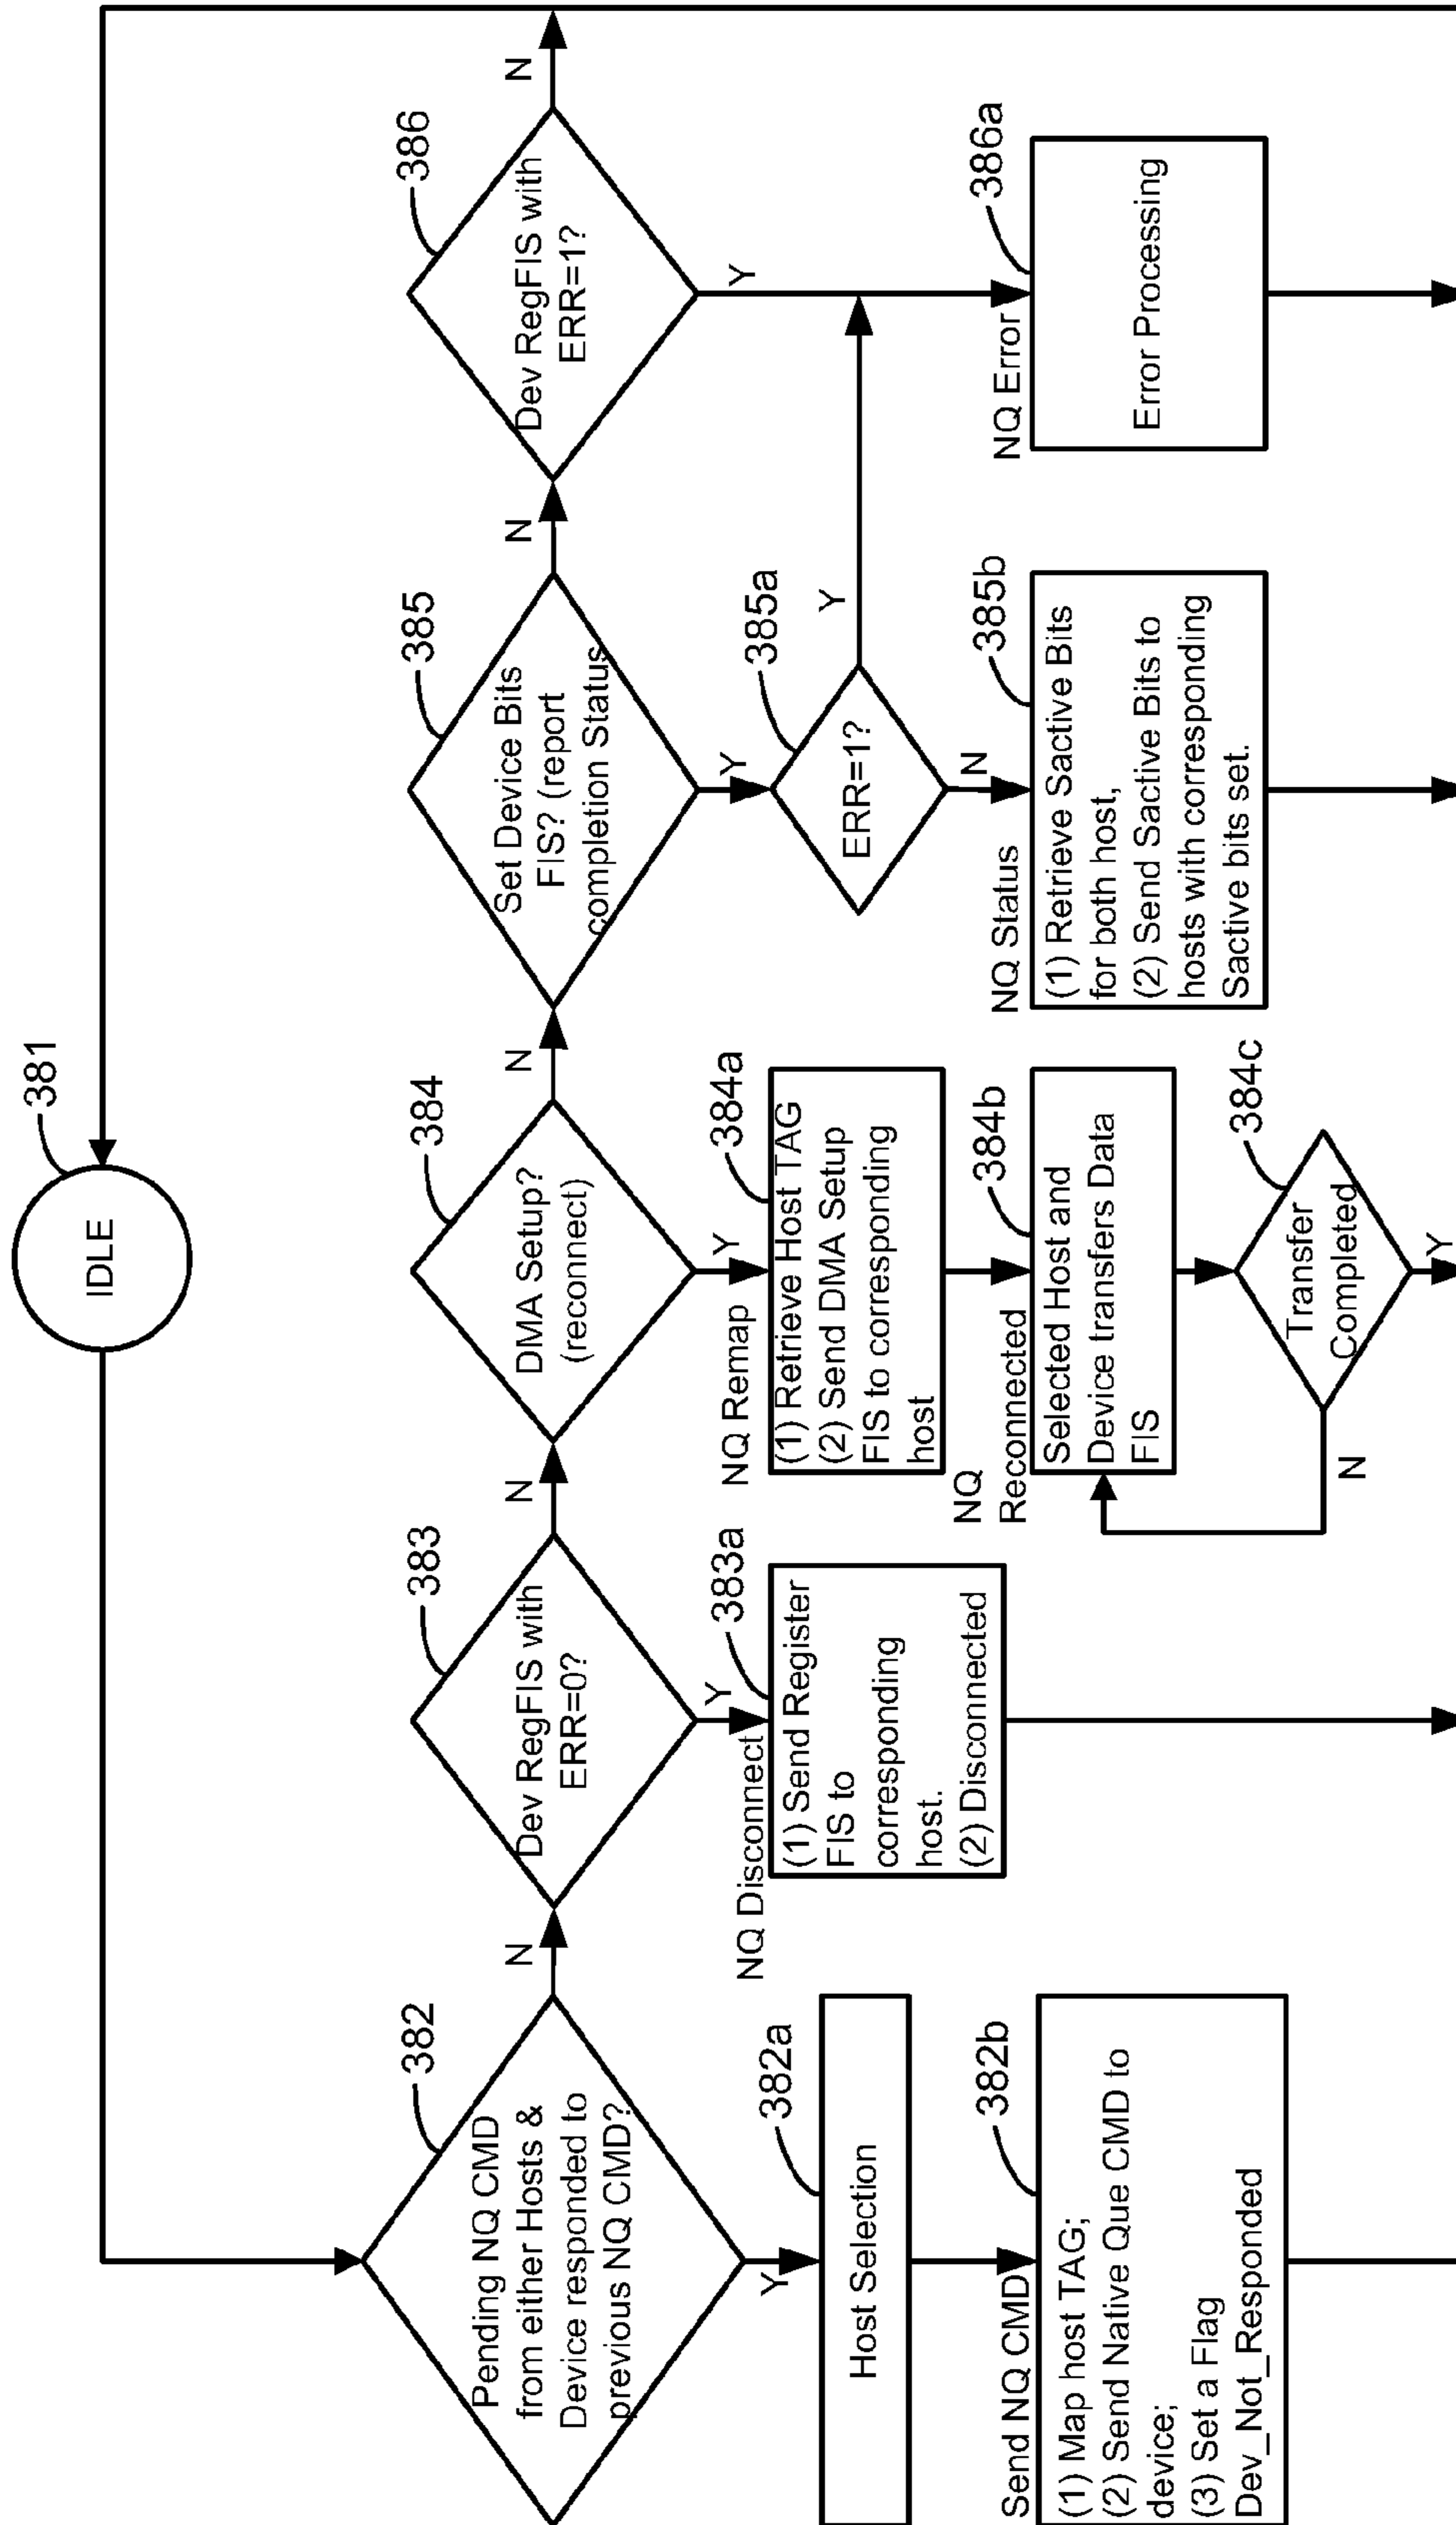 381
IDLE
382
Pending NQ CMD
from either Hosts &
Device responded to
previous NQ CMD?
N
Y
382a
Host Selection
Send NQ CMD
382b
(1) Map host TAG;
(2) Send Native Que CMD to
device;
(3) Set a Flag
Dev_Not_Responded
383
Dev RegFIS with
ERR=0?
N
Y
NQ Disconnect
383a
(1) Send Register
FIS to
corresponding
host.
(2) Disconnected
384
DMA Setup?
(reconnect)
N
Y
NQ Remap
384a
(1) Retrieve Host TAG
(2) Send DMA Setup
FIS to corresponding
host
NQ
Reconnected
384b
Selected Host and
Device transfers Data
FIS
384c
Transfer
Completed
N
Y
385
Set Device Bits
FIS? (report
completion Status
N
Y
385a
ERR=1?
Y
N
NQ Status
385b
(1) Retrieve Sactive Bits
for both host,
(2) Send Sactive Bits to
hosts with corresponding
Sactive bits set.
386
Dev RegFIS with
ERR=1?
N
Y
NQ Error
386a
Error Processing